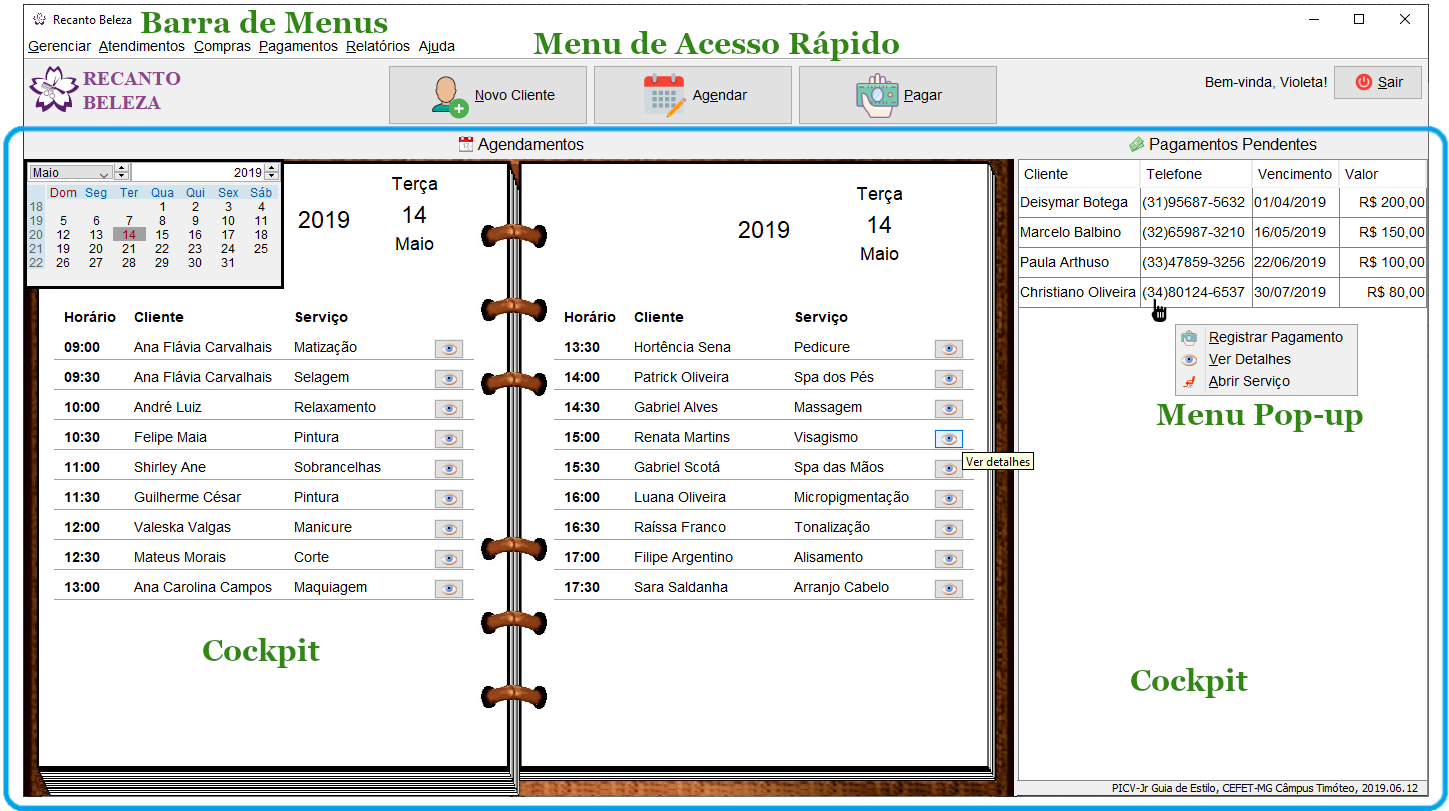 Recanto Beleza
Barra de Menus
Gerenciar Atendimentos Compras Pagamentos Relatórios Ajuda
Menu de Acesso Rápido
RECANTO
BELEZA
Novo Cliente
Agendar
Pagar
Bem-vinda, Violeta!
Sair
Agendamentos
Maio 2019
Dom Seg Ter Qua Qui Sex Sáb
18 1 2 3 4
19 5 6 7 8 9 10 11
20 12 13 14 15 16 17 18
21 19 20 21 22 23 24 25
22 26 27 28 29 30 31
2019
Terça
14
Maio
Horário Cliente Serviço
09:00 Ana Flávia Carvalhais Matização
09:30 Ana Flávia Carvalhais Selagem
10:00 André Luiz Relaxamento
10:30 Felipe Maia Pintura
11:00 Shirley Ane Sobrancelhas
11:30 Guilherme César Pintura
12:00 Valeska Valgas Manicure
12:30 Mateus Morais Corte
13:00 Ana Carolina Campos Maquiagem
Cockpit
2019
Terça
14
Maio
Horário Cliente Serviço
13:30 Hortência Sena Pedicure
14:00 Patrick Oliveira Spa dos Pés
14:30 Gabriel Alves Massagem
15:00 Renata Martins Visagismo
Ver detalhes
15:30 Gabriel Scotá Spa das Mãos
16:00 Luana Oliveira Micropigmentação
16:30 Raíssa Franco Tonalização
17:00 Filipe Argentino Alisamento
17:30 Sara Saldanha Arranjo Cabelo
Pagamentos Pendentes
Cliente Telefone Vencimento Valor
Deisymar Botega (31)95687-5632 01/04/2019 R$ 200,00
Marcelo Balbino (32)65987-3210 16/05/2019 R$ 150,00
Paula Arthuso (33)47859-3256 22/06/2019 R$ 100,00
Christiano Oliveira (34)80124-6537 30/07/2019 R$ 80,00
Registrar Pagamento
Ver Detalhes
Abrir Serviço
Menu Pop-up
Cockpit
PICV-Jr Guia de Estilo, CEFET-MG Câmpus Timóteo, 2019.06.12